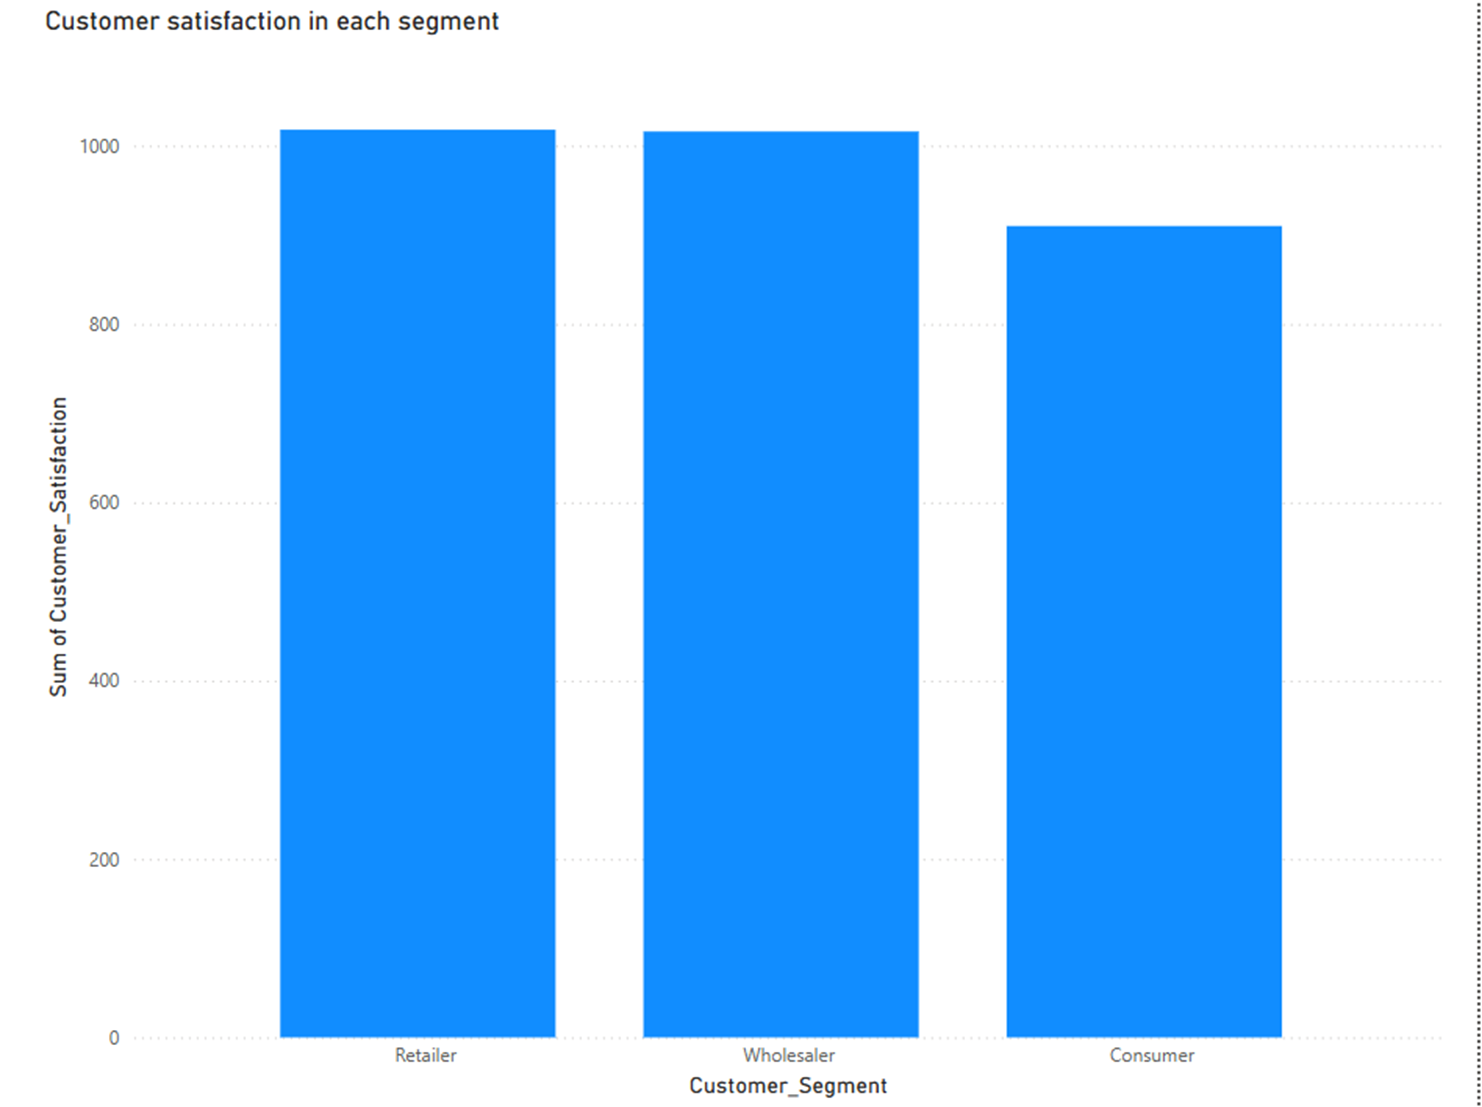 Customer satisfaction in each segment
Sum of Customer_Satisfaction
1000
800
600
400
200
0
Retailer Wholesaler Consumer
Customer_Segment